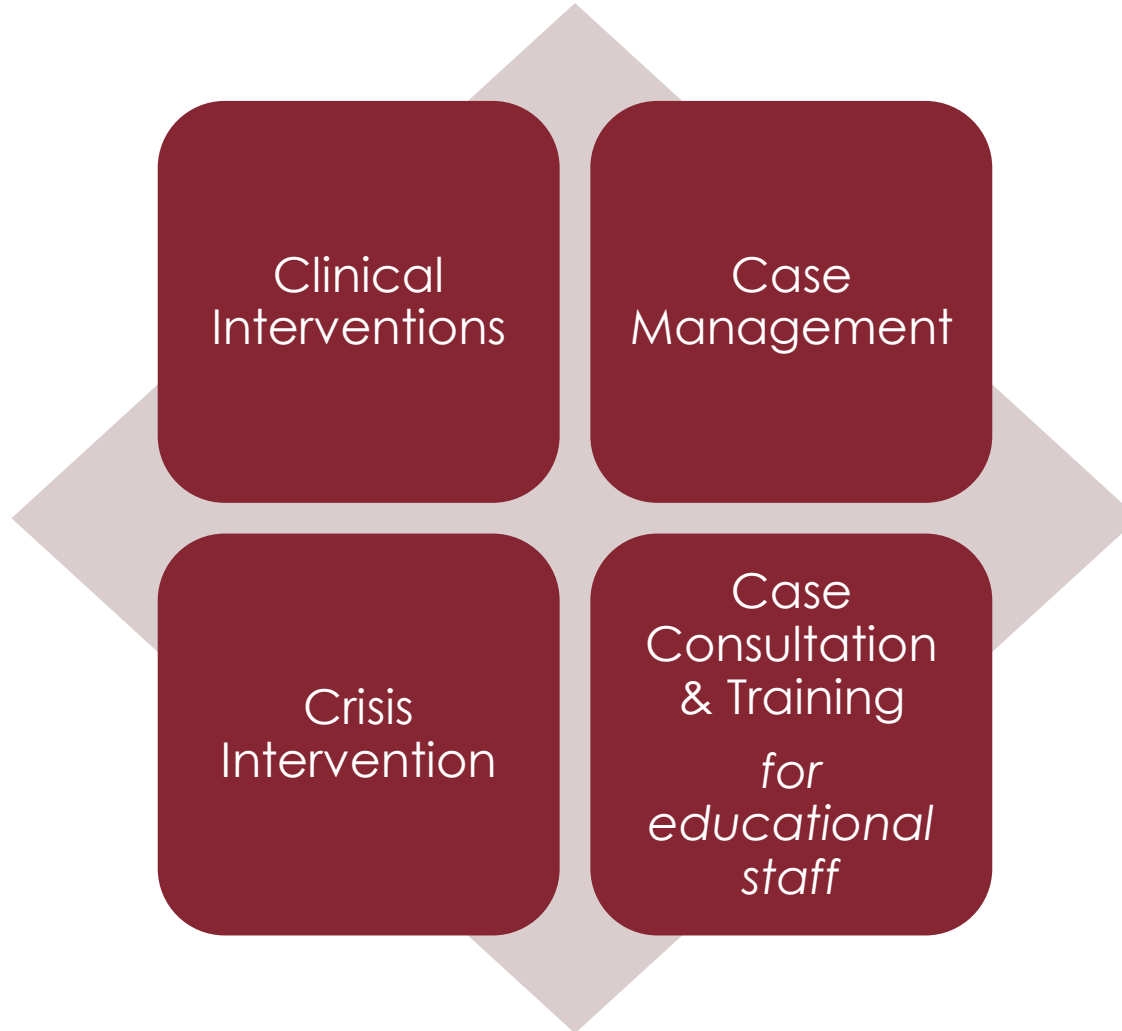 Clinical
Interventions
Case
Management
Crisis
Intervention
Case
Consultation
& Training
for
educational
staff